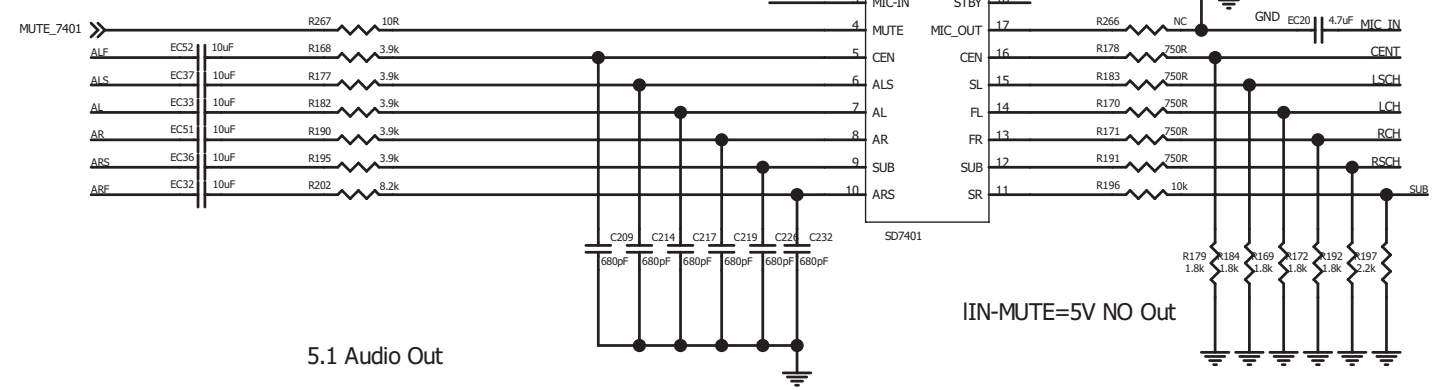 3 MIC-IN STBY 18
MUTE_7401 R267 10R 4 MUTE MIC_OUT 17 R266 NC GND EC20 4.7uF MIC_IN
ALF EC52 10uF R168 3.9k 5 CEN CEN 16 R178 750R CENT
ALS EC37 10uF R177 3.9k 6 ALS SL 15 R183 750R LSCH
AL EC33 10uF R182 3.9k 7 AL FL 14 R170 750R LCH
AR EC51 10uF R190 3.9k 8 AR FR 13 R171 750R RCH
ARS EC36 10uF R195 3.9k 9 SUB SUB 12 R191 750R RSCH
ARF EC32 10uF R202 8.2k 10 ARS SR 11 R196 10k SUB
SD7401
C209 C214 C217 C219 C226 C232
680pF 680pF 680pF 680pF 680pF 680pF
R179 R184 R169 R172 R192 R197
1.8k 1.8k 1.8k 1.8k 1.8k 2.2k
lIN-MUTE=5V NO Out
5.1 Audio Out